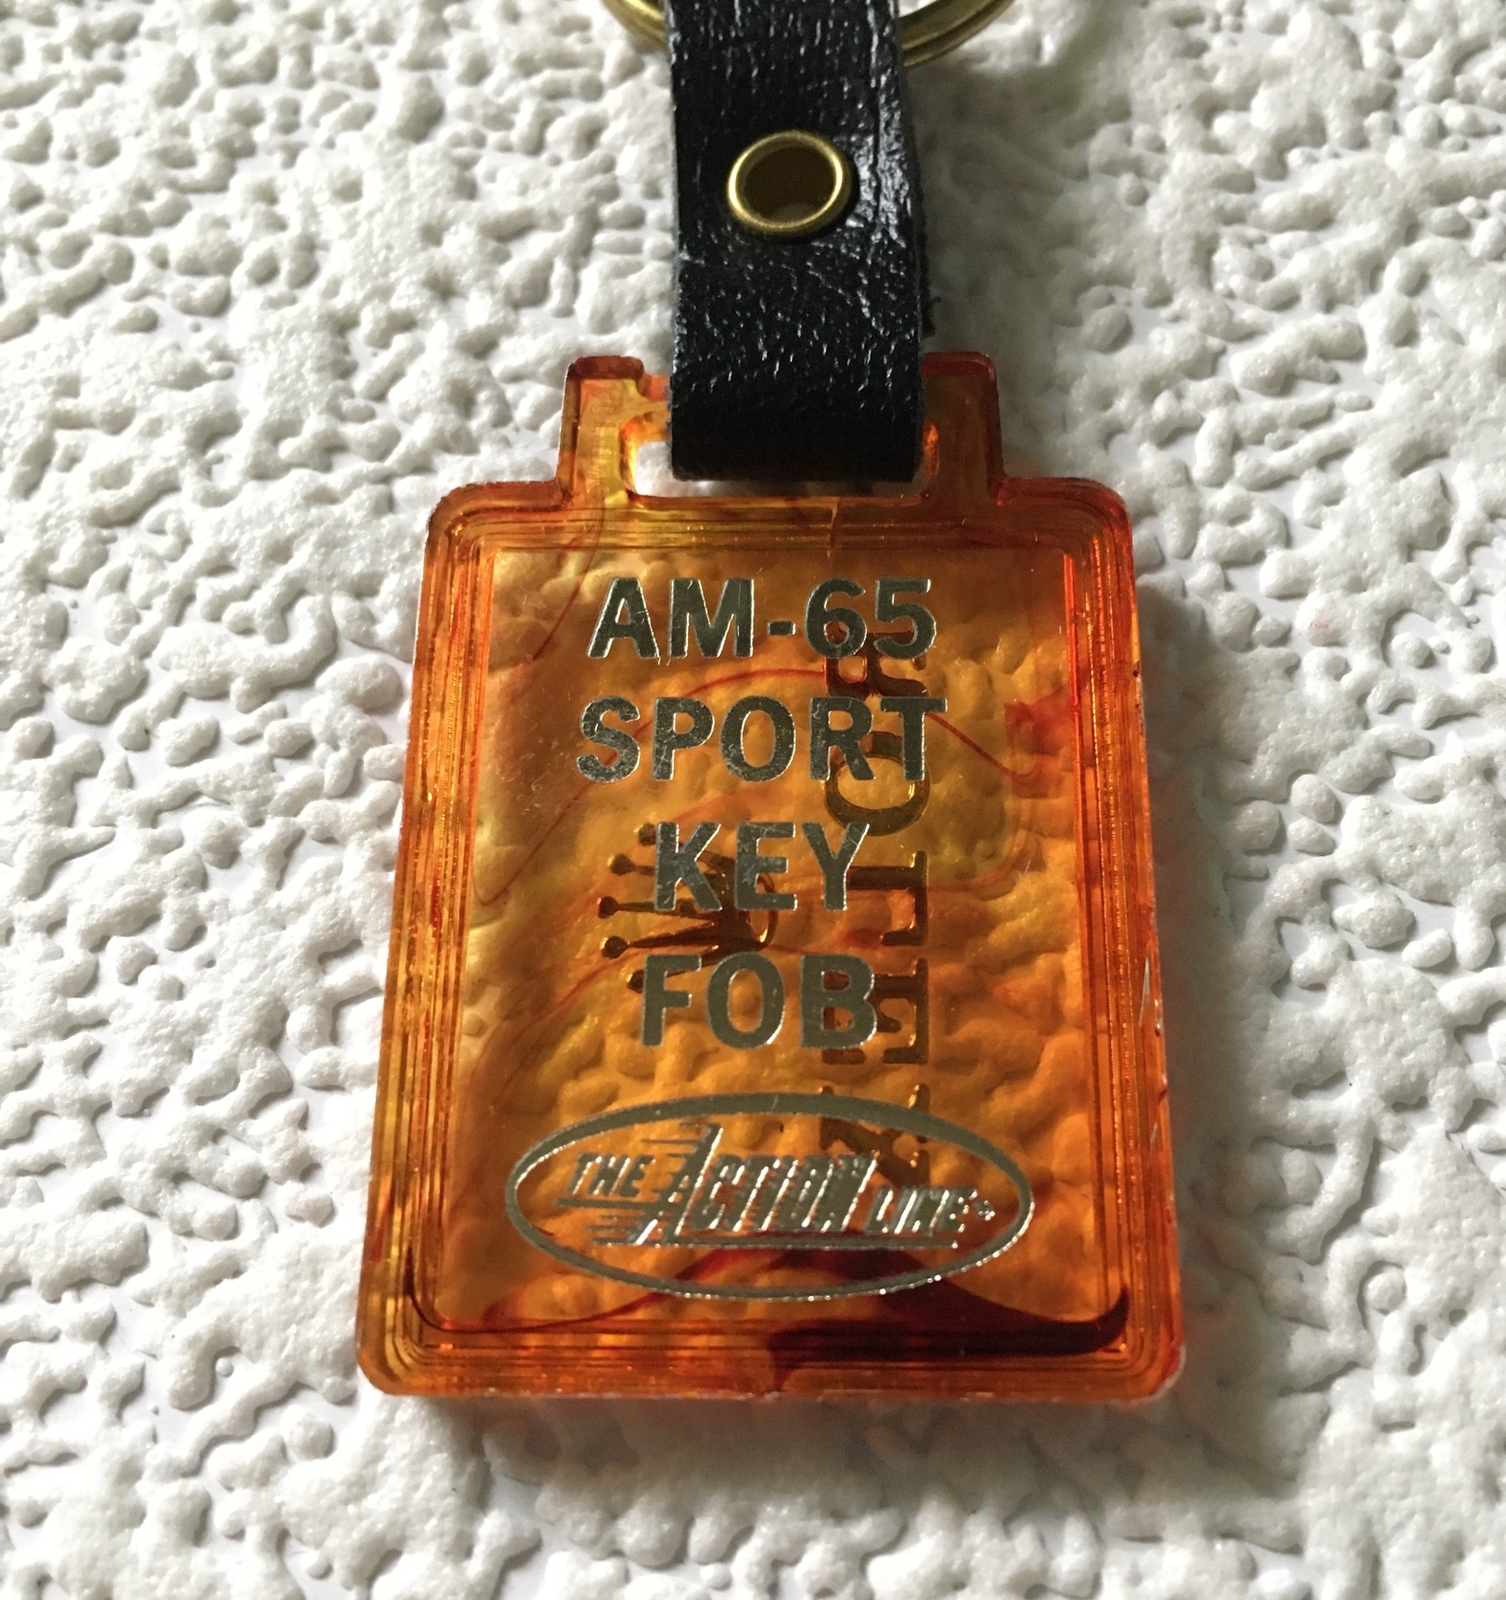 AM-65
SPORT
KEY
FOB
THE ACTION LINE®